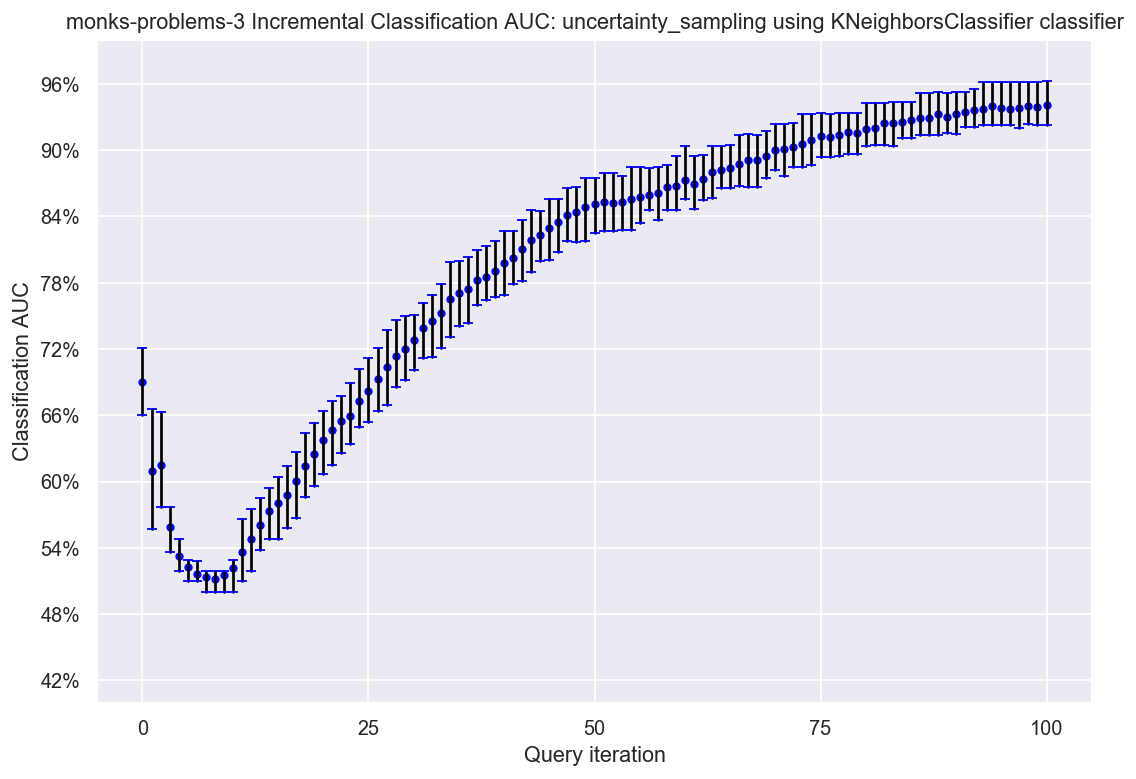 monks-problems-3 Incremental Classification AUC: uncertainty_sampling using KNeighborsClassifier classifier
96%
90%
84%
78%
72%
66%
60%
54%
48%
42%
Classification AUC
0 25 50 75 100
Query iteration